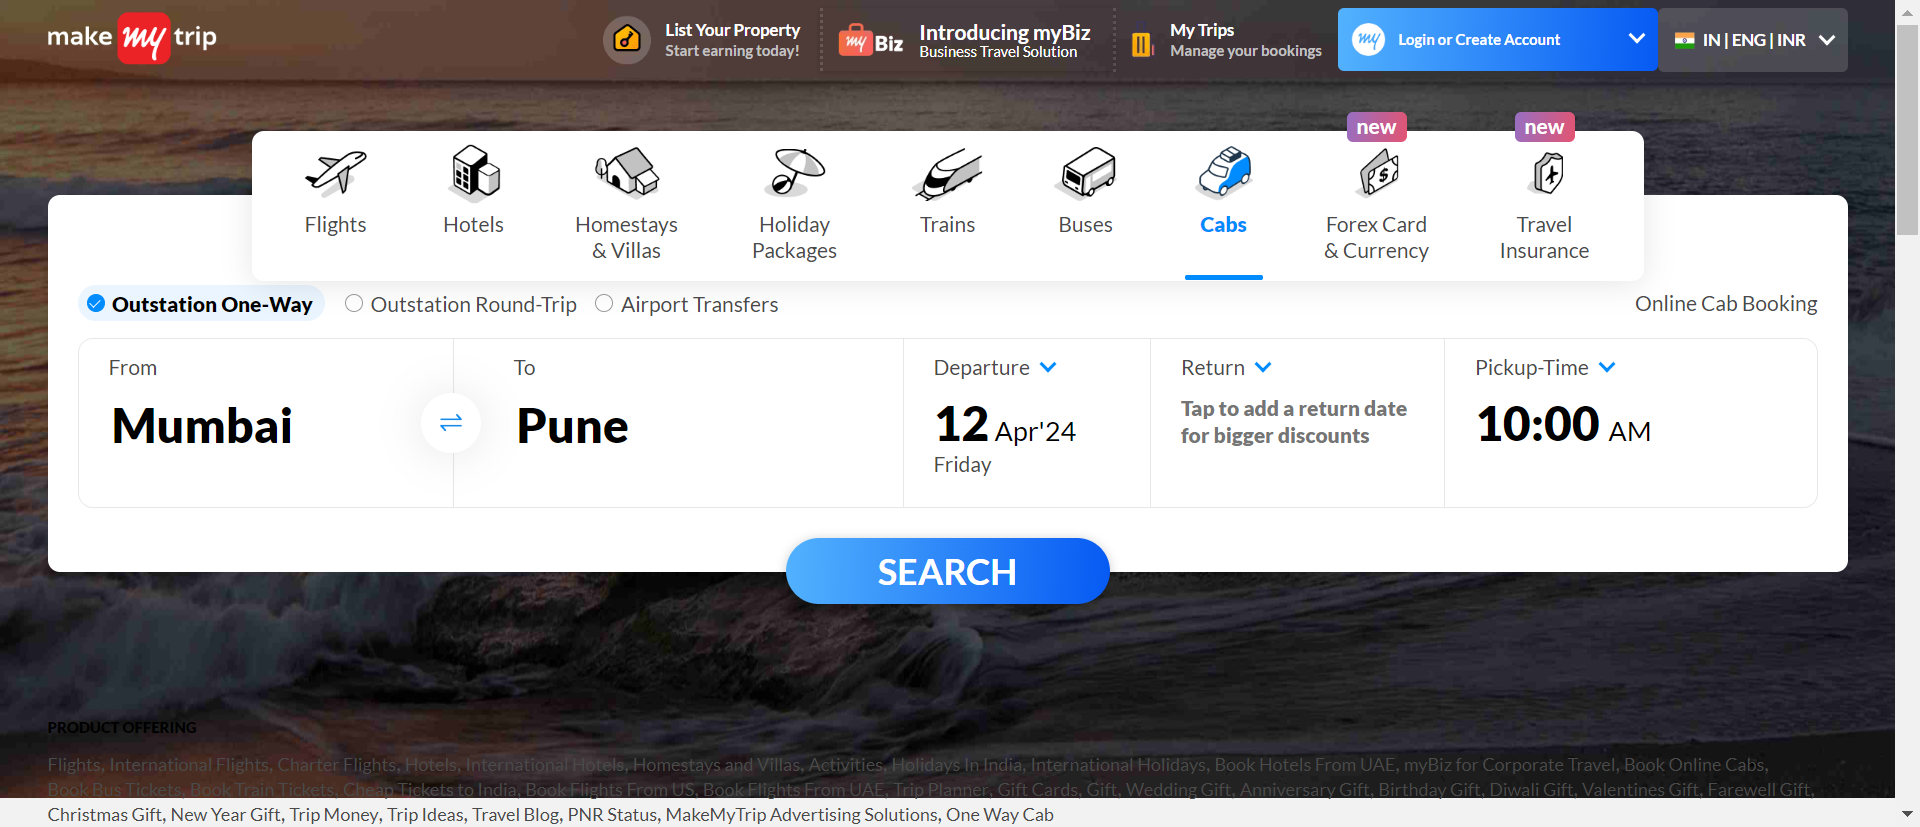 make my trip
List Your Property
Start earning today!
my Biz
Introducing myBiz
Business Travel Solution
My Trips
Manage your bookings
my
Login or Create Account
IN | ENG | INR
new
new
Flights
Hotels
Homestays
& Villas
Holiday
Packages
Trains
Buses
Cabs
Forex Card
& Currency
Travel
Insurance
Outstation One-Way
Outstation Round-Trip
Airport Transfers
Online Cab Booking
From
Mumbai
To
Pune
Departure
12 Apr'24
Friday
Return
Tap to add a return date
for bigger discounts
Pickup-Time
10:00 AM
SEARCH
PRODUCT OFFERING
Flights, International Flights, Charter Flights, Hotels, International Hotels, Homestays and Villas, Activities, Holidays In India, International Holidays, Book Hotels From UAE, myBiz for Corporate Travel, Book Online Cabs,
Book Bus Tickets, Book Train Tickets, Cheap Tickets to India, Book Flights From US, Book Flights From UAE, Trip Planner, Gift Cards, Gift, Wedding Gift, Anniversary Gift, Birthday Gift, Diwali Gift, Valentines Gift, Farewell Gift,
Christmas Gift, New Year Gift, Trip Money, Trip Ideas, Travel Blog, PNR Status, MakeMyTrip Advertising Solutions, One Way Cab